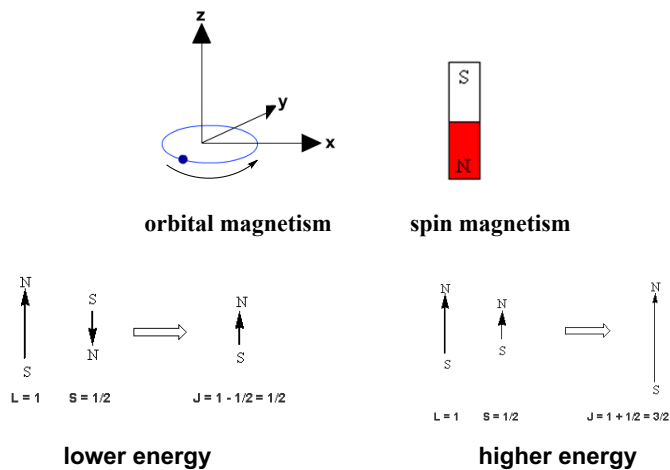 z
y
x
S
N
orbital magnetism
spin magnetism
N
S
S
N
N
S
L = 1
S = 1/2
J = 1 - 1/2 = 1/2
lower energy
N
S
N
S
N
S
L = 1
S = 1/2
J = 1 + 1/2 = 3/2
higher energy